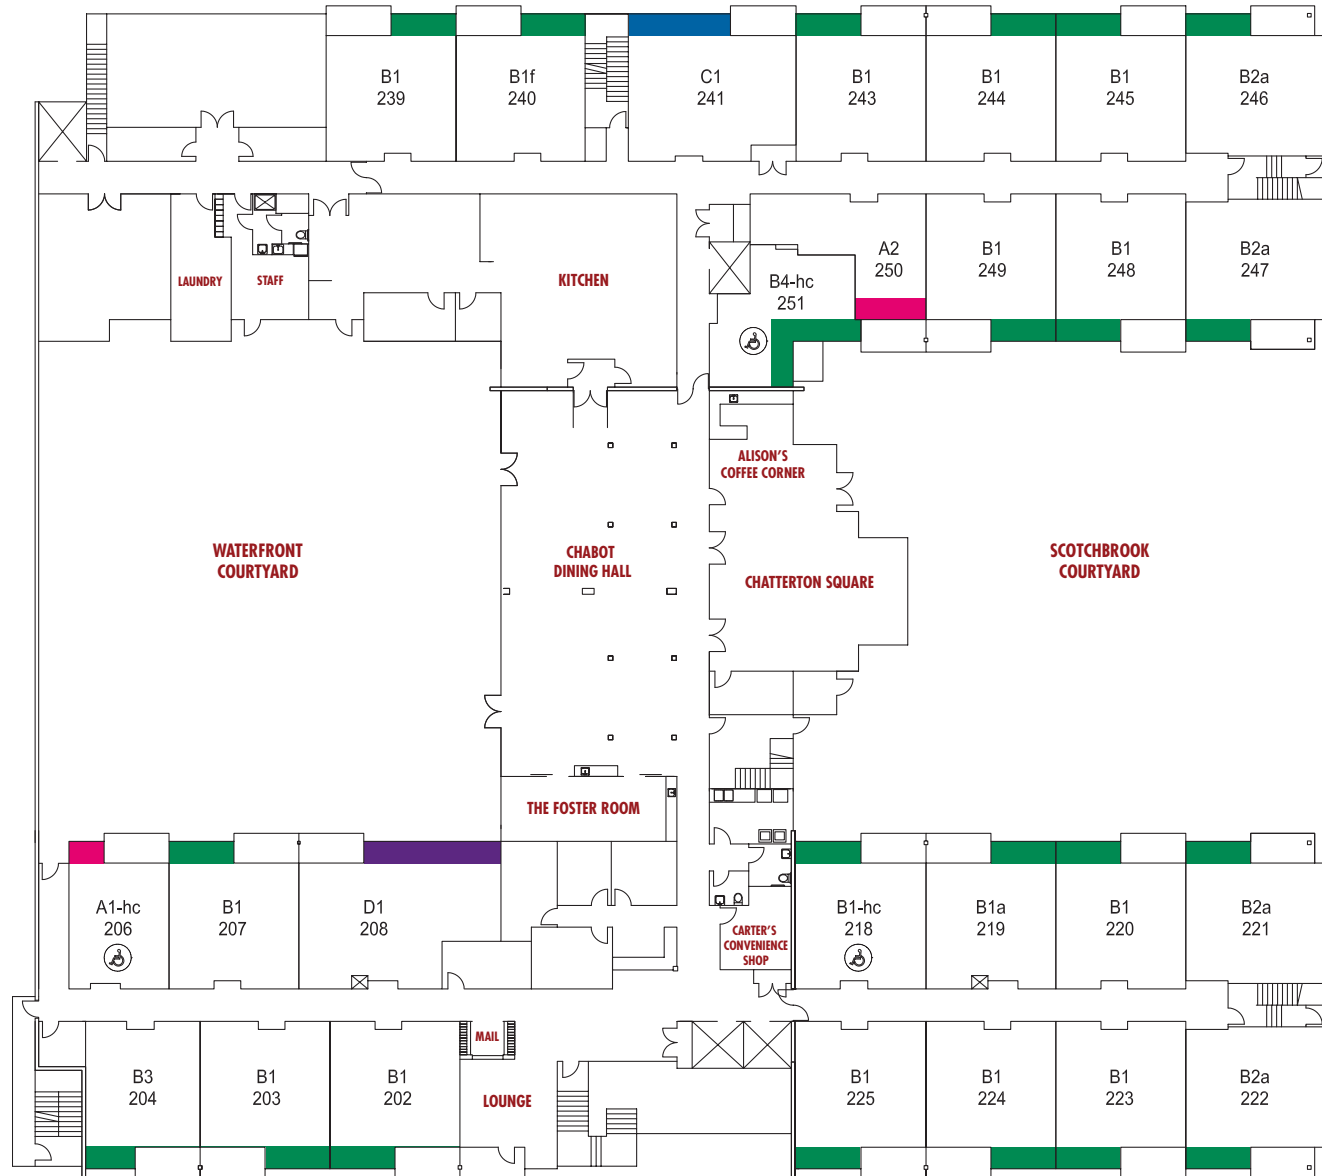 B1
239
B1f
240
C1
241
B1
243
B1
244
B1
245
B2a
246
LAUNDRY
STAFF
KITCHEN
B4-hc
251
A2
250
B1
249
B1
248
B2a
247
WATERFRONT
COURTYARD
CHABOT
DINING HALL
ALISON'S
COFFEE CORNER
CHATTERTON SQUARE
SCOTCHBROOK
COURTYARD
THE FOSTER ROOM
A1-hc
206
B1
207
D1
208
CARTER'S
CONVENIENCE
SHOP
B1-hc
218
B1a
219
B1
220
B2a
221
B3
204
B1
203
B1
202
MAIL
LOUNGE
B1
225
B1
224
B1
223
B2a
222